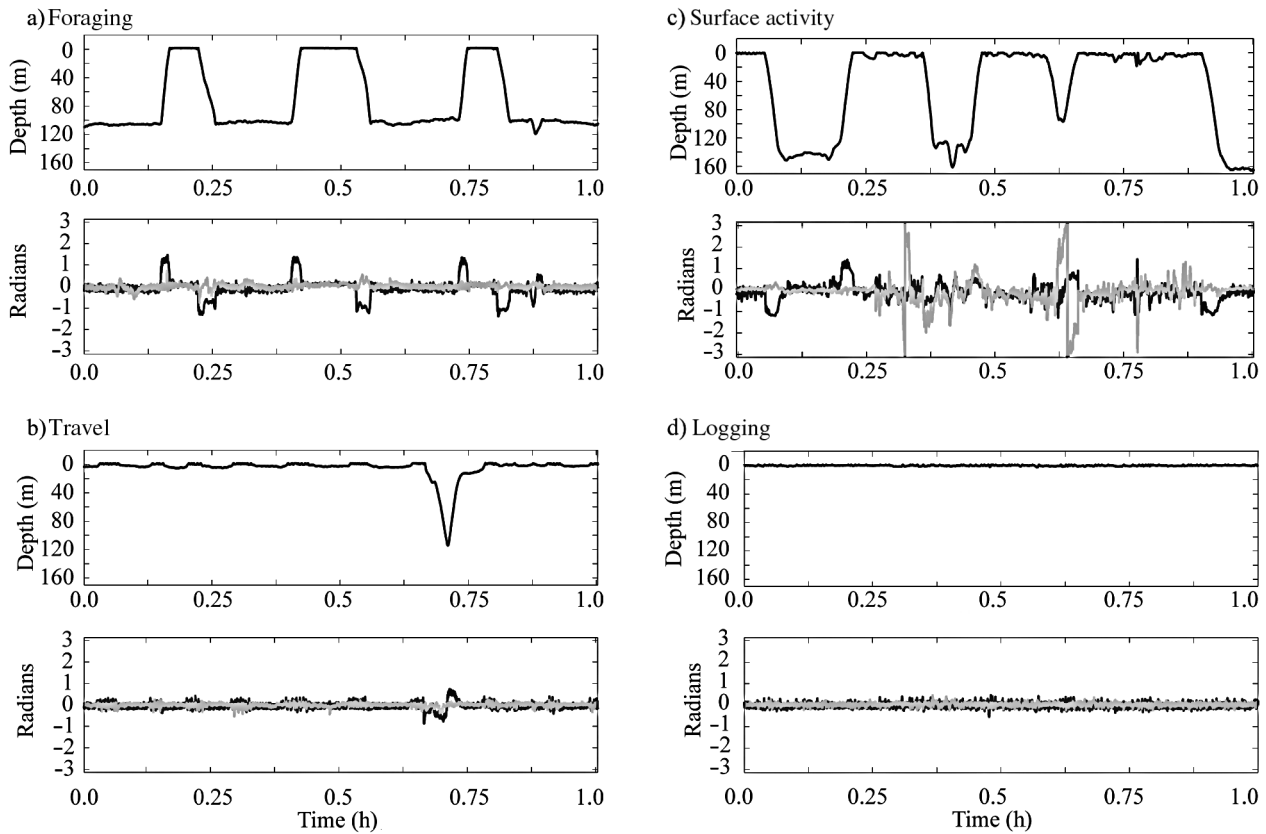 a) Foraging
Depth (m)
0
40
80
120
160
0.0 0.25 0.5 0.75 1.0
Radians
3
2
1
0
-1
-2
-3
0.0 0.25 0.5 0.75 1.0
b) Travel
Depth (m)
0
40
80
120
160
0.0 0.25 0.5 0.75 1.0
Radians
3
2
1
0
-1
-2
-3
0.0 0.25 0.5 0.75 1.0
Time (h)
c) Surface activity
Depth (m)
0
40
80
120
160
0.0 0.25 0.5 0.75 1.0
Radians
3
2
1
0
-1
-2
-3
0.0 0.25 0.5 0.75 1.0
d) Logging
Depth (m)
0
40
80
120
160
0.0 0.25 0.5 0.75 1.0
Radians
3
2
1
0
-1
-2
-3
0.0 0.25 0.5 0.75 1.0
Time (h)